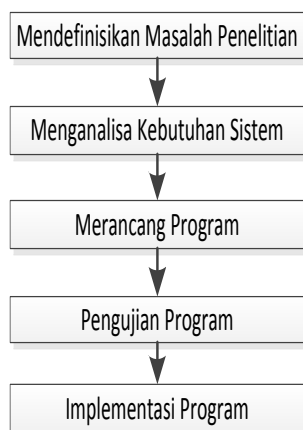 Mendefinisikan Masalah Penelitian
Menganalisa Kebutuhan Sistem
Merancang Program
Pengujian Program
Implementasi Program